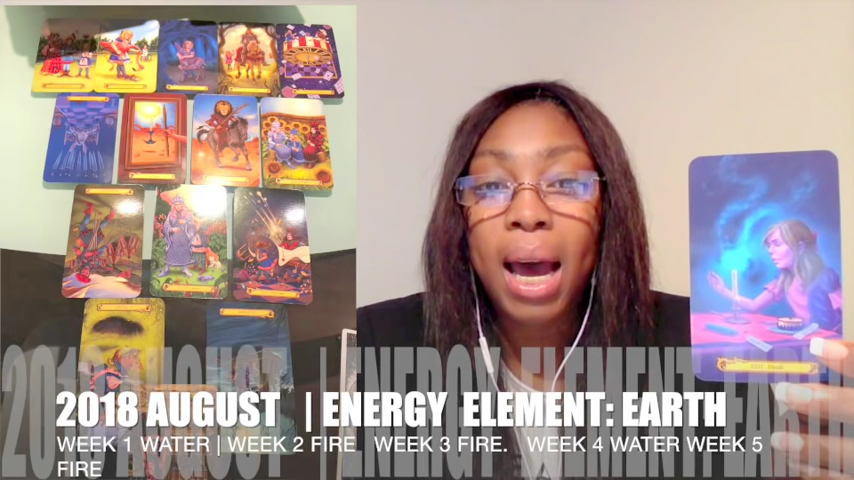 2018 AUGUST | ENERGY ELEMENT: EARTH
WEEK 1 WATER | WEEK 2 FIRE WEEK 3 FIRE. WEEK 4 WATER WEEK 5
FIRE